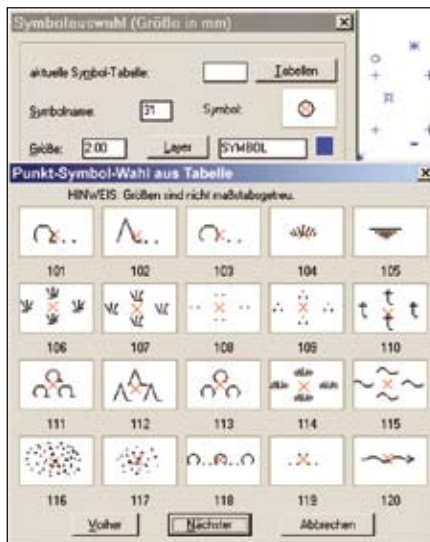 Symbolauswahl (Größe in mm)
aktuelle Symbol-Tabelle: Tabellen
Symbolname: 31 Symbol:
Größe: 2.00 Layer SYMBOL
Punkt-Symbol-Wahl aus Tabelle
HINWEIS: Größen sind nicht maßstabsgetreu.
101 102 103 104 105
106 107 108 109 110
111 112 113 114 115
116 117 118 119 120
Vorher Nächster Abbrechen